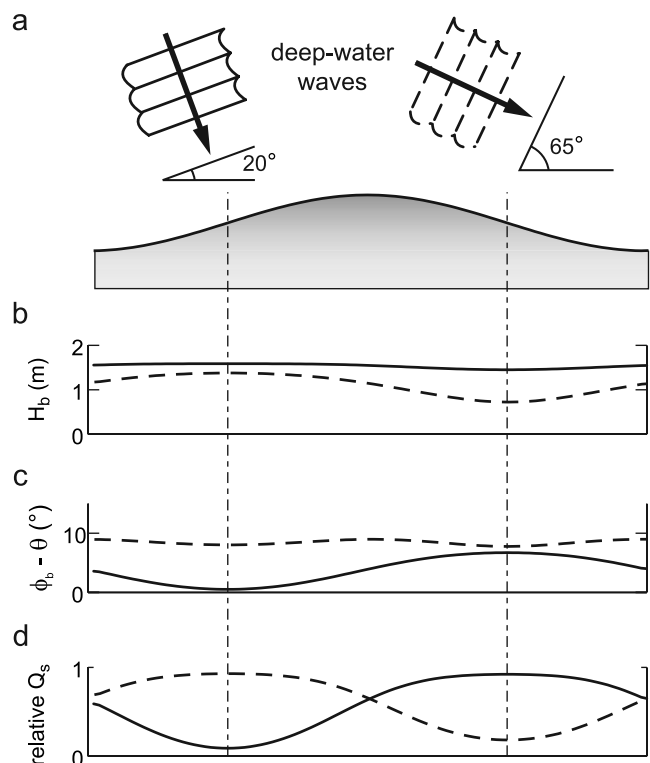 a
deep-water
waves
20°
65°
b
H_b (m)
2
1
0
c
ϕ_b - θ (°)
10
0
d
relative Q_s
1
0